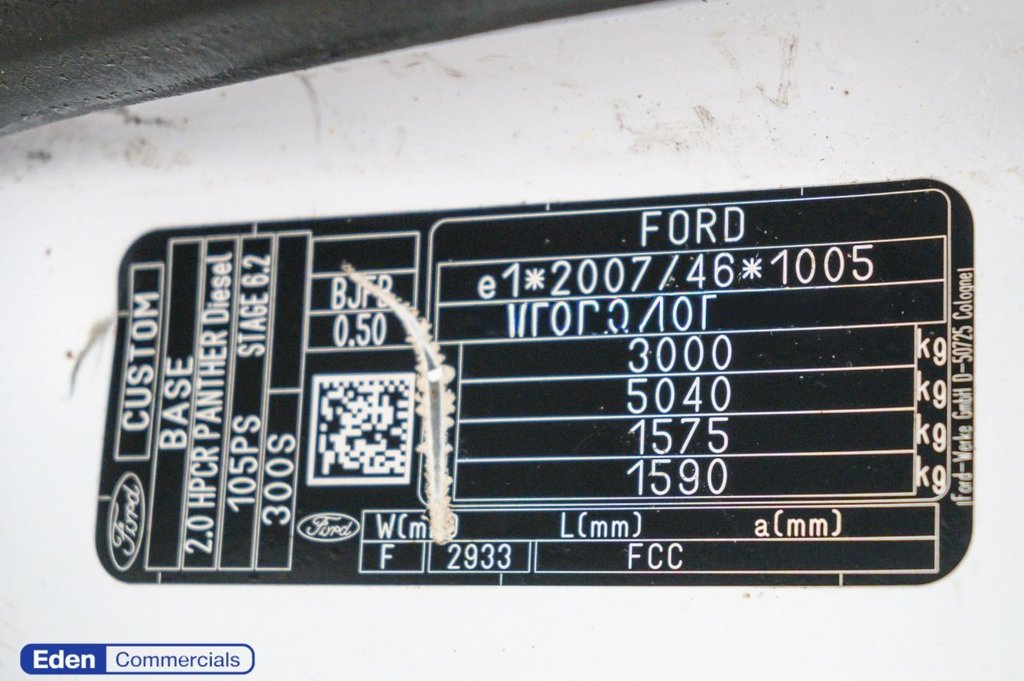 FORD
e1*2007/46*1005
3000 kg
5040 kg
1575 kg
1590 kg
Ford-Werke GmbH D-50725 Cologne
CUSTOM
BASE
2.0 HPCR PANTHER Diesel
105PS STAGE 6.2
300S
0.50
Ford
Ford
L(mm) a(mm)
F 2933 FCC
Eden Commercials